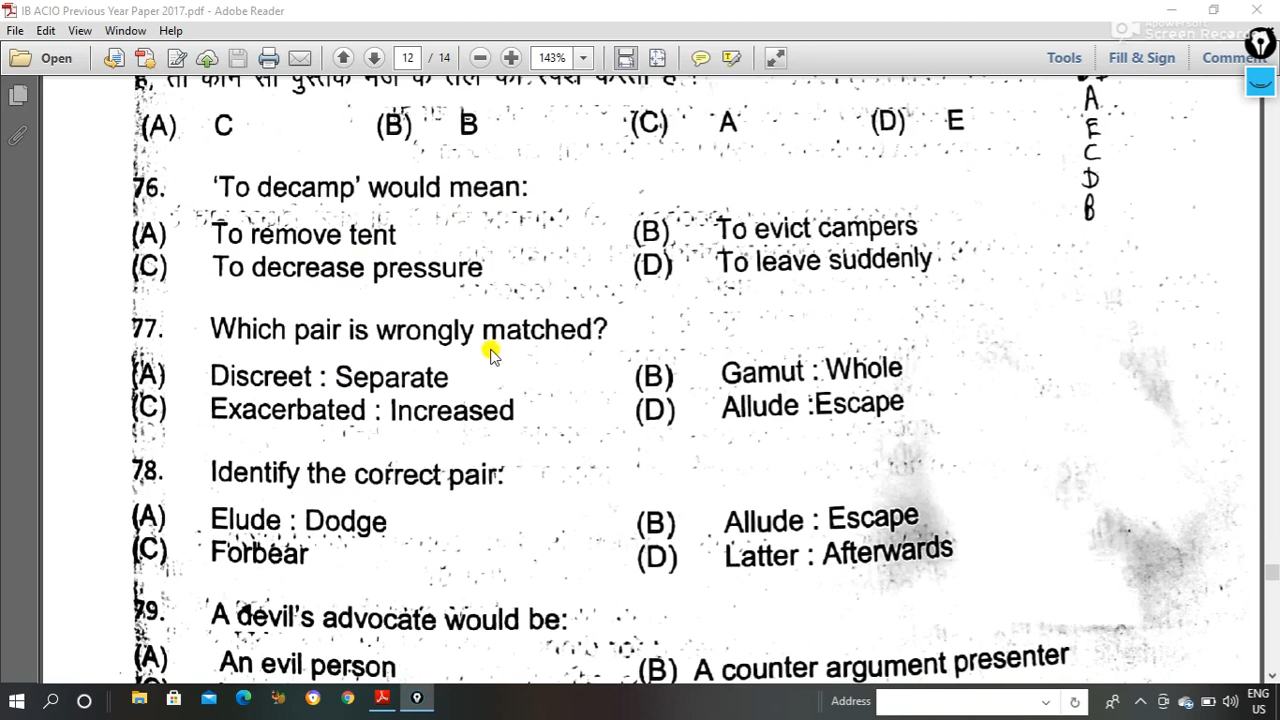 IB ACIO Previous Year Paper 2017.pdf - Adobe Reader
File Edit View Window Help
Apowersoft
Screen Recorder
Open 12 / 14 143% Tools Fill & Sign Comment
(A) C (B) B (C) A (D) E
A
E
C
D
B
76. 'To decamp' would mean:
(A) To remove tent (B) To evict campers
(C) To decrease pressure (D) To leave suddenly
77. Which pair is wrongly matched?
(A) Discreet : Separate (B) Gamut : Whole
(C) Exacerbated : Increased (D) Allude :Escape
78. Identify the correct pair:
(A) Elude : Dodge (B) Allude : Escape
(C) Forbear (D) Latter : Afterwards
79. A devil's advocate would be:
(A) An evil person (B) A counter argument presenter
Address ENG
US